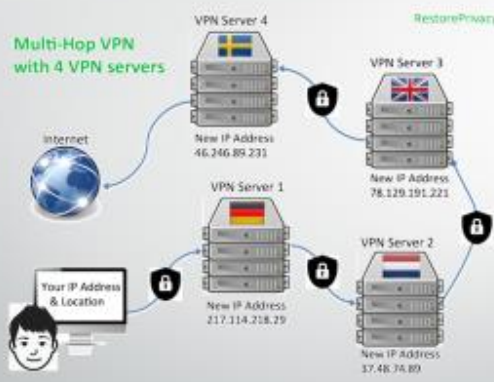 Multi-Hop VPN
with 4 VPN servers
RestorePrivacy
VPN Server 4
New IP Address
46.246.89.231
VPN Server 3
New IP Address
78.129.191.221
Internet
VPN Server 1
New IP Address
217.114.218.29
VPN Server 2
New IP Address
37.48.74.89
Your IP Address
& Location